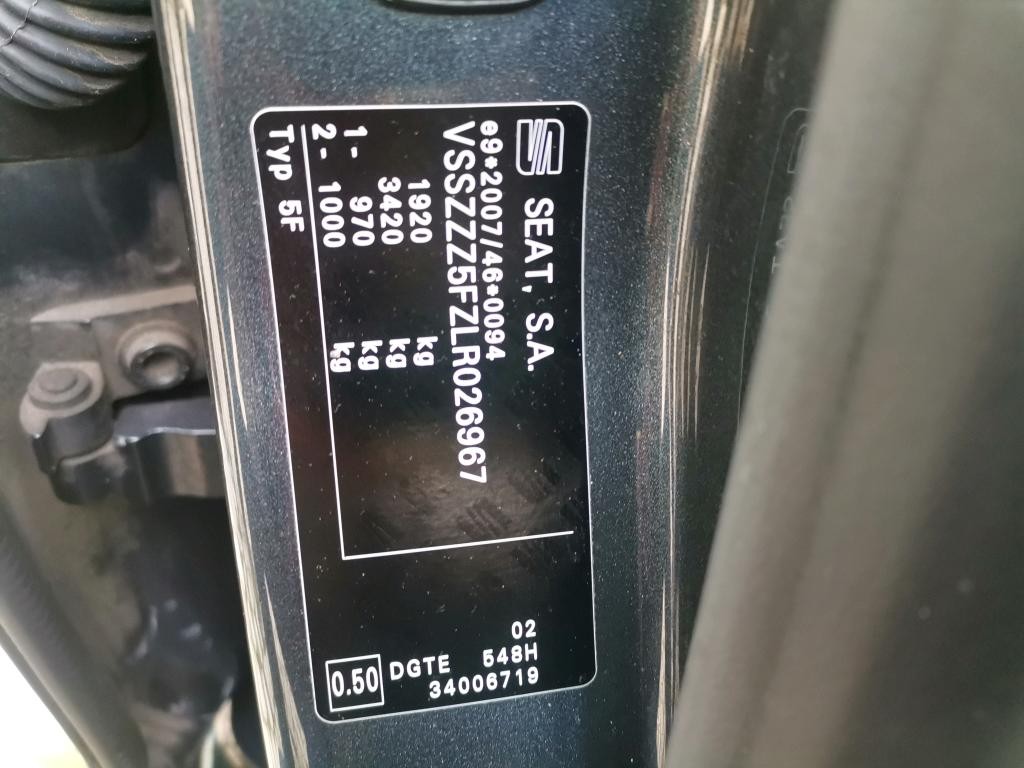 SEAT, S.A.
e9*2007/46*0094
VSSZZZ5FZLR026967
1920 kg
3420 kg
1- 970 kg
2- 1000 kg
Typ 5F
02
548H
34006719
DGTE
0.50